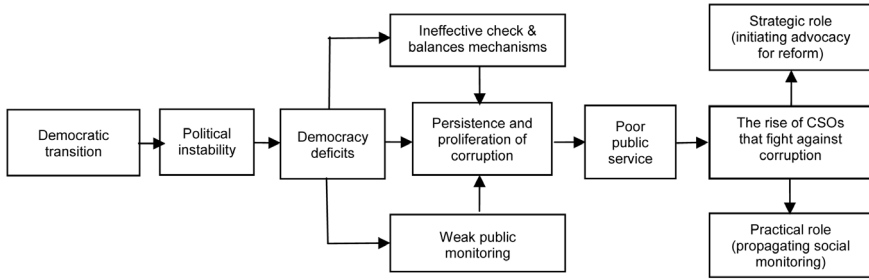 Democratic
transition
Political
instability
Democracy
deficits
Ineffective check &
balances mechanisms
Persistence and
proliferation of
corruption
Weak public
monitoring
Poor
public
service
Strategic role
(initiating advocacy
for reform)
The rise of CSOs
that fight against
corruption
Practical role
(propagating social
monitoring)